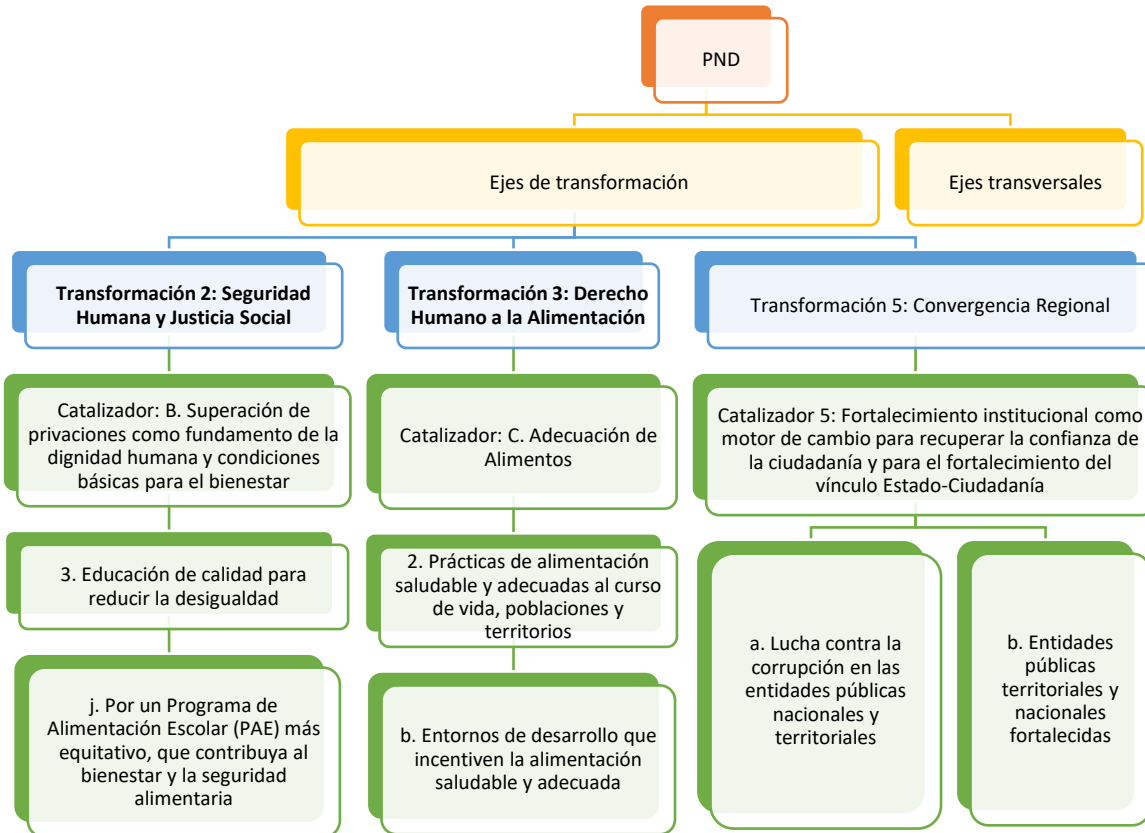 PND
Ejes de transformación
Ejes transversales
Transformación 2: Seguridad
Humana y Justicia Social
Transformación 3: Derecho
Humano a la Alimentación
Transformación 5: Convergencia Regional
Catalizador: B. Superación de
privaciones como fundamento de la
dignidad humana y condiciones
básicas para el bienestar
Catalizador: C. Adecuación de
Alimentos
Catalizador 5: Fortalecimiento institucional como
motor de cambio para recuperar la confianza de
la ciudadanía y para el fortalecimiento del
vínculo Estado-Ciudadanía
3. Educación de calidad para
reducir la desigualdad
2. Prácticas de alimentación
saludable y adecuadas al curso
de vida, poblaciones y
territorios
a. Lucha contra la
corrupción en las
entidades públicas
nacionales y
territoriales
b. Entidades
públicas
territoriales y
nacionales
fortalecidas
j. Por un Programa de
Alimentación Escolar (PAE) más
equitativo, que contribuya al
bienestar y la seguridad
alimentaria
b. Entornos de desarrollo que
incentiven la alimentación
saludable y adecuada